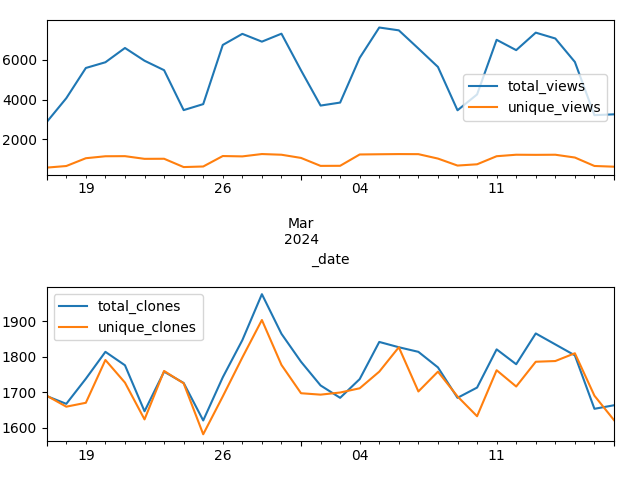 6000
4000
2000
total_views
unique_views
19
26
04
11
Mar
2024
_date
1900
1800
1700
1600
total_clones
unique_clones
19
26
04
11